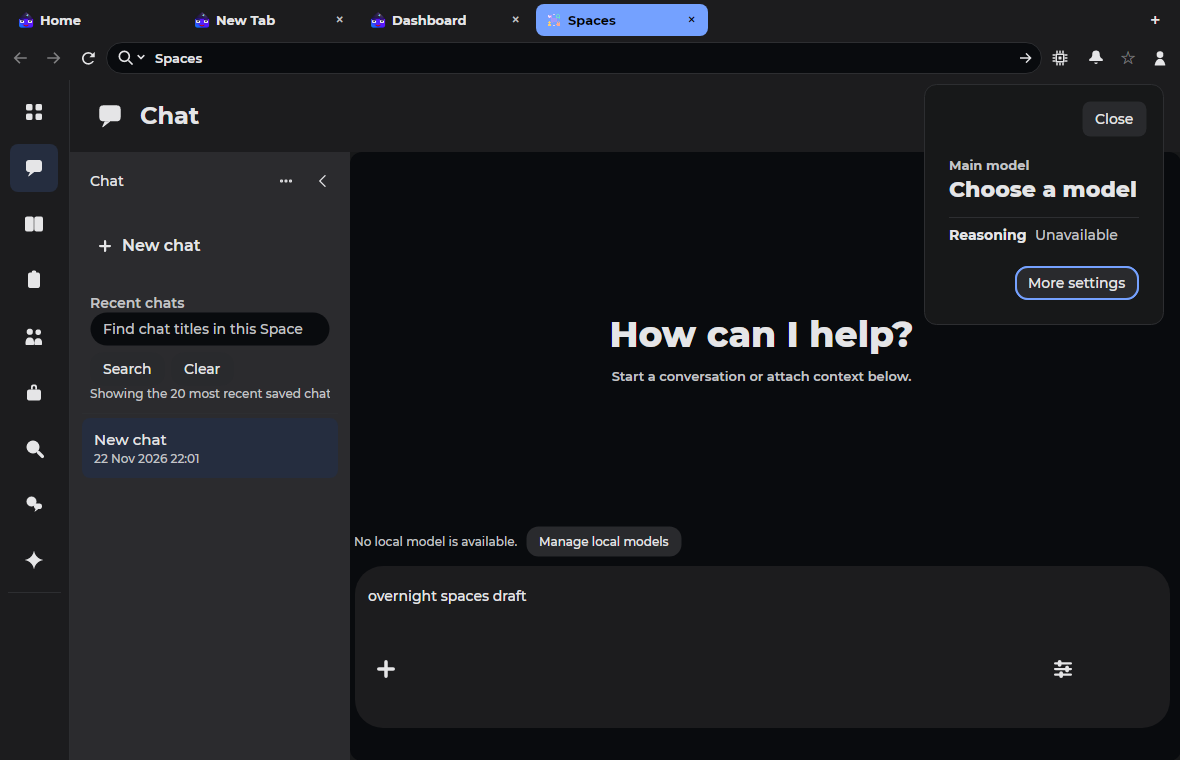 Home
New Tab
Dashboard
Spaces
Spaces
Chat
Close
Main model
Choose a model
Reasoning Unavailable
More settings
Chat
New chat
Recent chats
Find chat titles in this Space
Search Clear
Showing the 20 most recent saved chat
New chat
22 Nov 2026 22:01
How can I help?
Start a conversation or attach context below.
No local model is available. Manage local models
overnight spaces draft